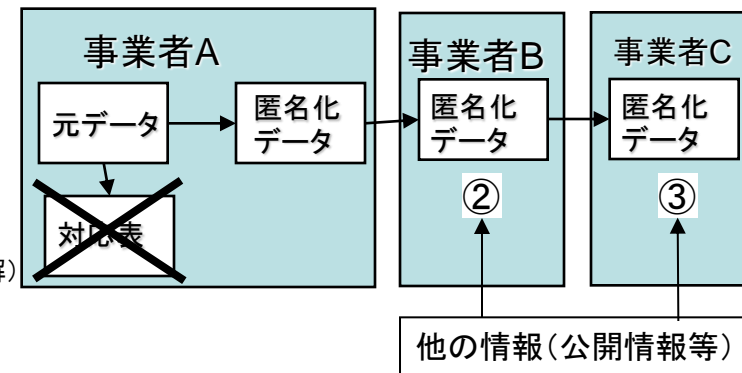 事業者A
事業者B
事業者C
元データ
匿名化
データ
匿名化
データ
匿名化
データ
対応表
②
③
解）
他の情報（公開情報等）